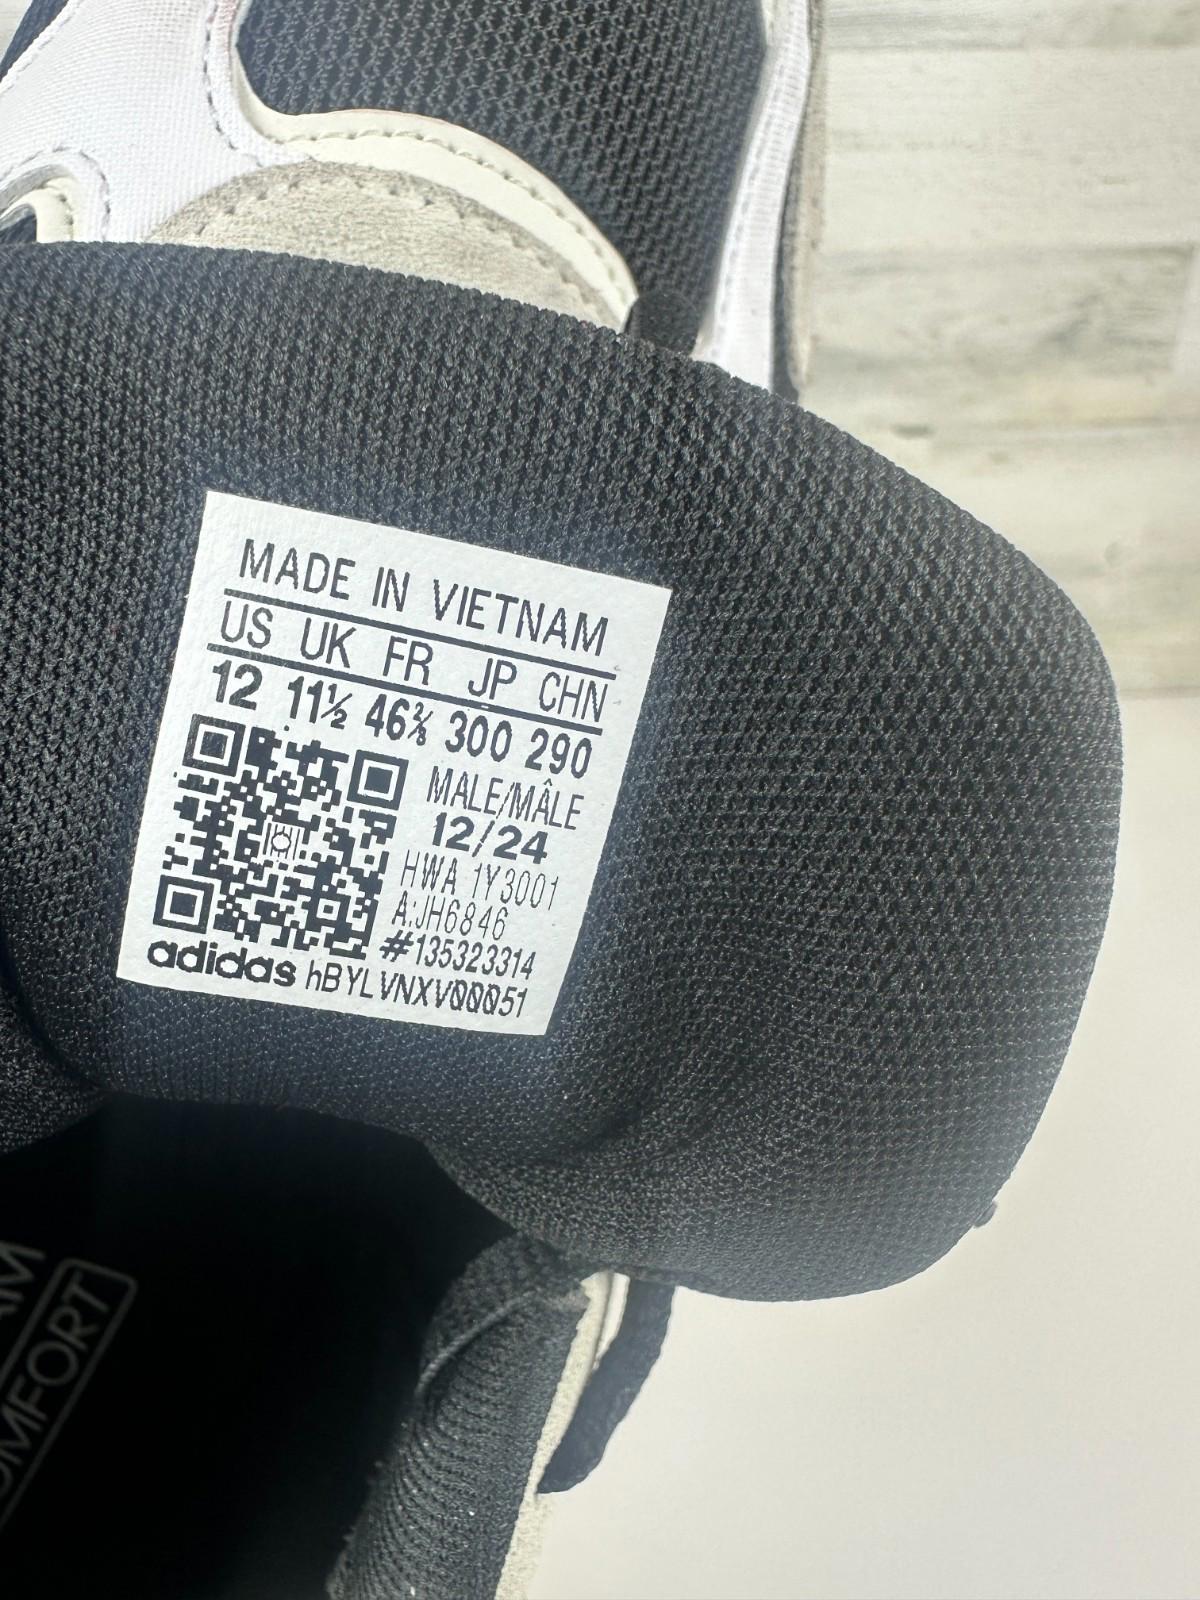 MADE IN VIETNAM
US UK FR JP CHN
12 11½ 46⅔ 300 290
MALE/MÂLE
12/24
HWA 1Y3001
A:JH6846
#135323314
adidas hBYLVNXV00051